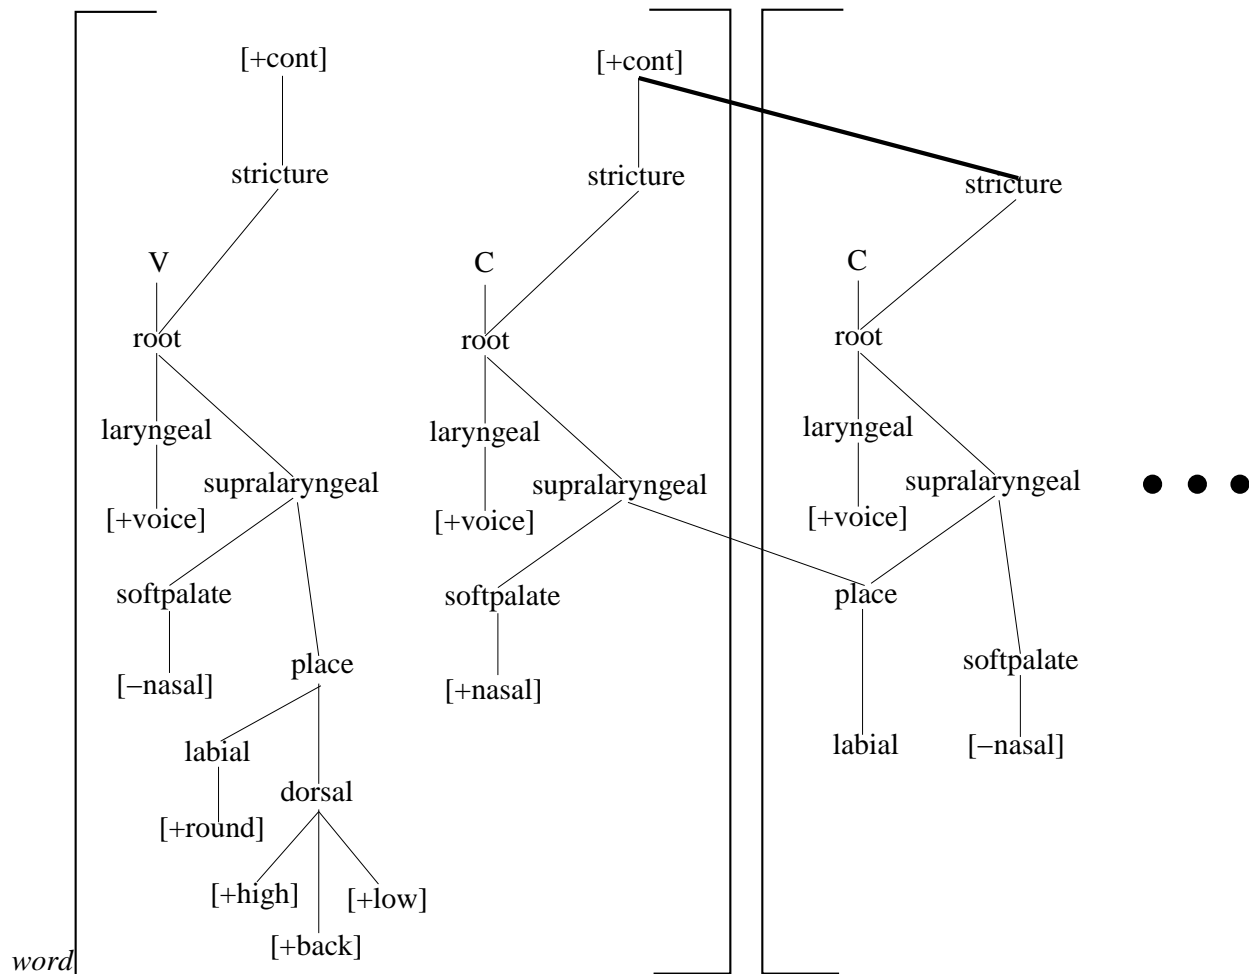 [+cont] [+cont]
stricture stricture stricture
V C C
root root root
laryngeal laryngeal laryngeal
supralaryngeal supralaryngeal supralaryngeal
[+voice] [+voice] [+voice]
softpalate softpalate place
place softpalate
[−nasal] [+nasal]
labial labial [−nasal]
dorsal
[+round]
[+high] [+low]
[+back]
word